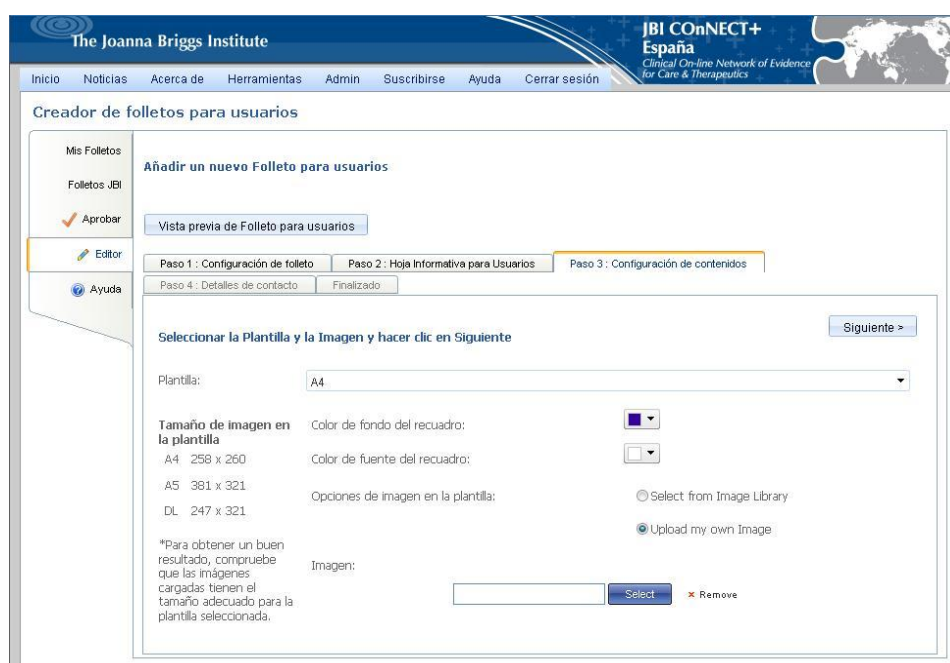 The Joanna Briggs Institute
JBI COnNECT+
España
Clinical On-line Network of Evidence
for Care & Therapeutics
Inicio Noticias Acerca de Herramientas Admin Suscribirse Ayuda Cerrar sesión
Creador de folletos para usuarios
Mis Folletos
Folletos JBI
Aprobar
Editor
Ayuda
Añadir un nuevo Folleto para usuarios
Vista previa de Folleto para usuarios
Paso 1 : Configuración de folleto Paso 2 : Hoja Informativa para Usuarios Paso 3 : Configuración de contenidos
Paso 4 : Detalles de contacto Finalizado
Seleccionar la Plantilla y la Imagen y hacer clic en Siguiente
Siguiente >
Plantilla: A4
Tamaño de imagen en
la plantilla
A4 258 x 260
A5 381 x 321
DL 247 x 321
*Para obtener un buen
resultado, compruebe
que las imágenes
cargadas tienen el
tamaño adecuado para la
plantilla seleccionada.
Color de fondo del recuadro:
Color de fuente del recuadro:
Opciones de imagen en la plantilla:
Select from Image Library
Upload my own Image
Imagen:
Select × Remove